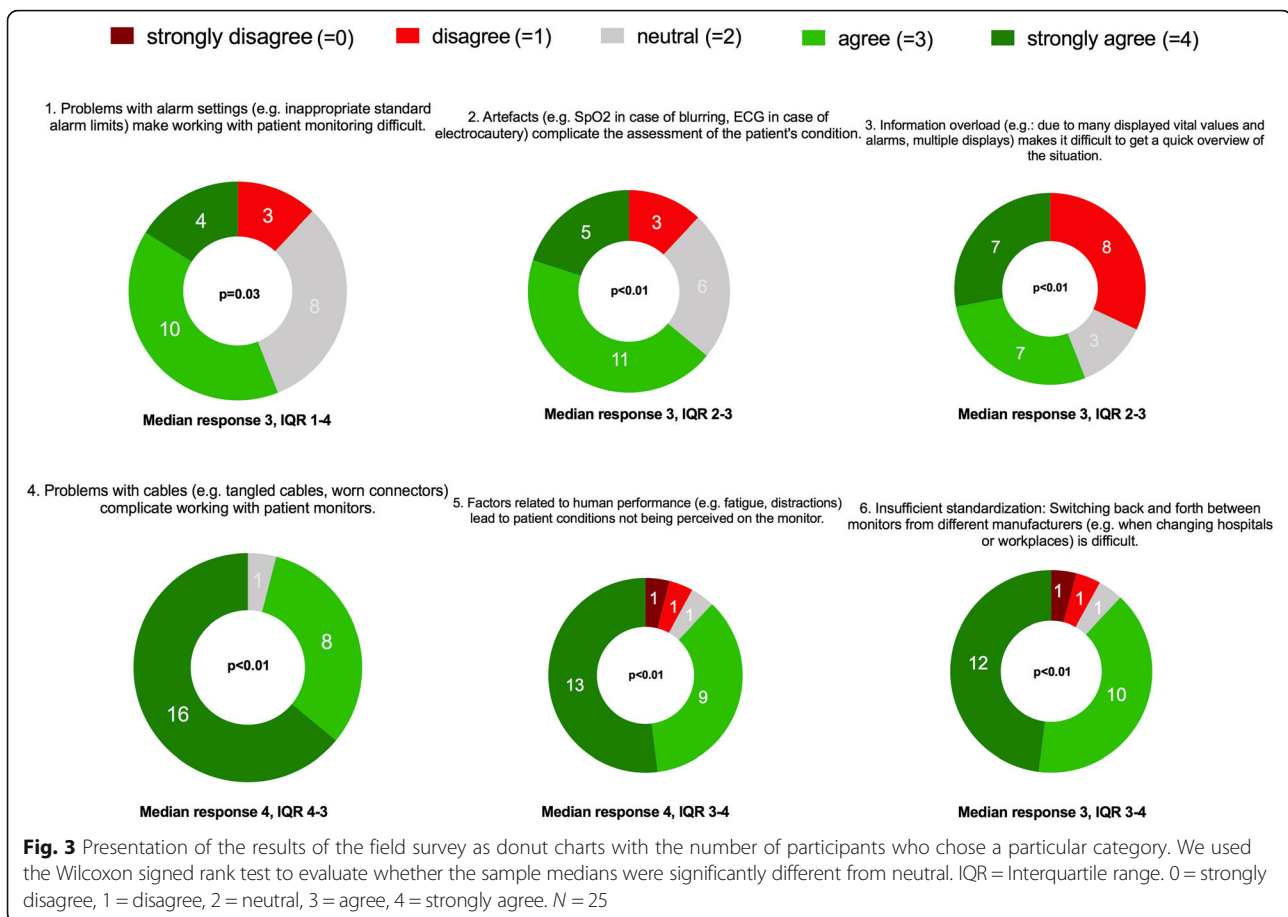 strongly disagree (=0) disagree (=1) neutral (=2) agree (=3) strongly agree (=4)
1. Problems with alarm settings (e.g. inappropriate standard
alarm limits) make working with patient monitoring difficult.
4
3
8
10
p=0.03
Median response 3, IQR 1-4
2. Artefacts (e.g. SpO2 in case of blurring, ECG in case of
electrocautery) complicate the assessment of the patient's condition.
5
3
6
11
p<0.01
Median response 3, IQR 2-3
3. Information overload (e.g.: due to many displayed vital values and
alarms, multiple displays) makes it difficult to get a quick overview of
the situation.
7
8
3
7
p<0.01
Median response 3, IQR 2-3
4. Problems with cables (e.g. tangled cables, worn connectors)
complicate working with patient monitors.
1
8
16
p<0.01
Median response 4, IQR 4-3
5. Factors related to human performance (e.g. fatigue, distractions)
lead to patient conditions not being perceived on the monitor.
1
1
1
9
13
p<0.01
Median response 4, IQR 3-4
6. Insufficient standardization: Switching back and forth between
monitors from different manufacturers (e.g. when changing hospitals
or workplaces) is difficult.
1
1
1
10
12
p<0.01
Median response 3, IQR 3-4
Fig. 3 Presentation of the results of the field survey as donut charts with the number of participants who chose a particular category. We used
the Wilcoxon signed rank test to evaluate whether the sample medians were significantly different from neutral. IQR = Interquartile range. 0 = strongly
disagree, 1 = disagree, 2 = neutral, 3 = agree, 4 = strongly agree. N = 25